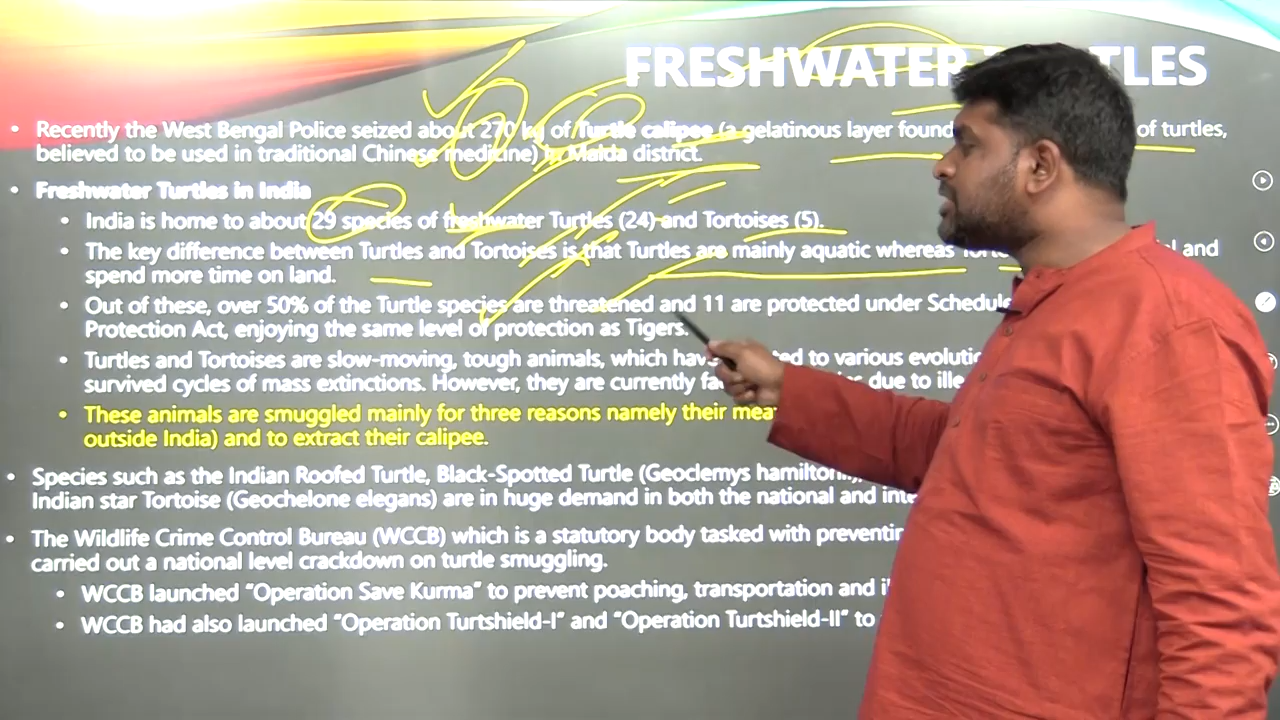 FRESHWATER TLES
• Recently the West Bengal Police seized about 270 kg of Turtle calipee (a gelatinous layer found of turtles,
believed to be used in traditional Chinese medicine) in Malda district.
• Freshwater Turtles in India
• India is home to about 29 species of freshwater Turtles (24) and Tortoises (5).
• The key difference between Turtles and Tortoises is that Turtles are mainly aquatic whereas and
spend more time on land.
• Out of these, over 50% of the Turtle species are threatened and 11 are protected under
Protection Act, enjoying the same level of protection as Tigers.
• Turtles and Tortoises are slow-moving, tough animals, which to various
survived cycles of mass extinctions. However, they are currently due to
• These animals are smuggled mainly for three reasons namely their
outside India) and to extract their calipee.
• Species such as the Indian Roofed Turtle, Black-Spotted Turtle (Geoclemys
Indian star Tortoise (Geochelone elegans) are in huge demand in both the national and
• The Wildlife Crime Control Bureau (WCCB) which is a statutory body tasked with
carried out a national level crackdown on turtle smuggling.
• WCCB launched “Operation Save Kurma” to prevent poaching, transportation and
• WCCB had also launched “Operation Turtshield-I” and “Operation Turtshield-II” to